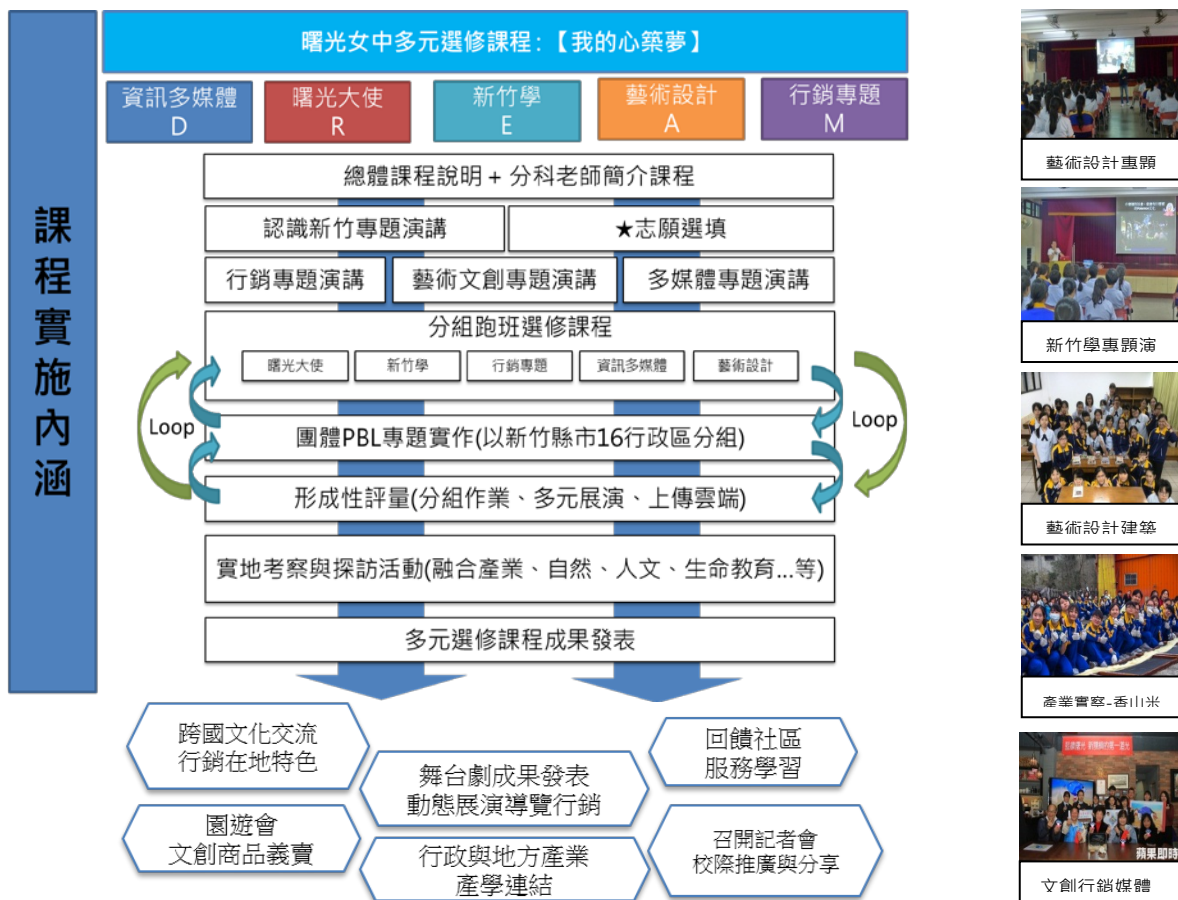 課程實施內涵
曙光女中多元選修課程:【我的心築夢】
資訊多媒體
D
曙光大使
R
新竹學
E
藝術設計
A
行銷專題
M
總體課程說明 + 分科老師簡介課程
認識新竹專題演講
★志願選填
行銷專題演講
藝術文創專題演講
多媒體專題演講
分組跑班選修課程
曙光大使
新竹學
行銷專題
資訊多媒體
藝術設計
Loop
Loop
團體PBL專題實作(以新竹縣市16行政區分組)
形成性評量(分組作業、多元展演、上傳雲端)
實地考察與探訪活動(融合產業、自然、人文、生命教育...等)
多元選修課程成果發表
跨國文化交流
行銷在地特色
舞台劇成果發表
動態展演導覽行銷
回饋社區
服務學習
園遊會
文創商品義賣
行政與地方產業
產學連結
召開記者會
校際推廣與分享
藝術設計專題
新竹學專題演
藝術設計建築
產業實察-香山米
蘋果即時
文創行銷媒體